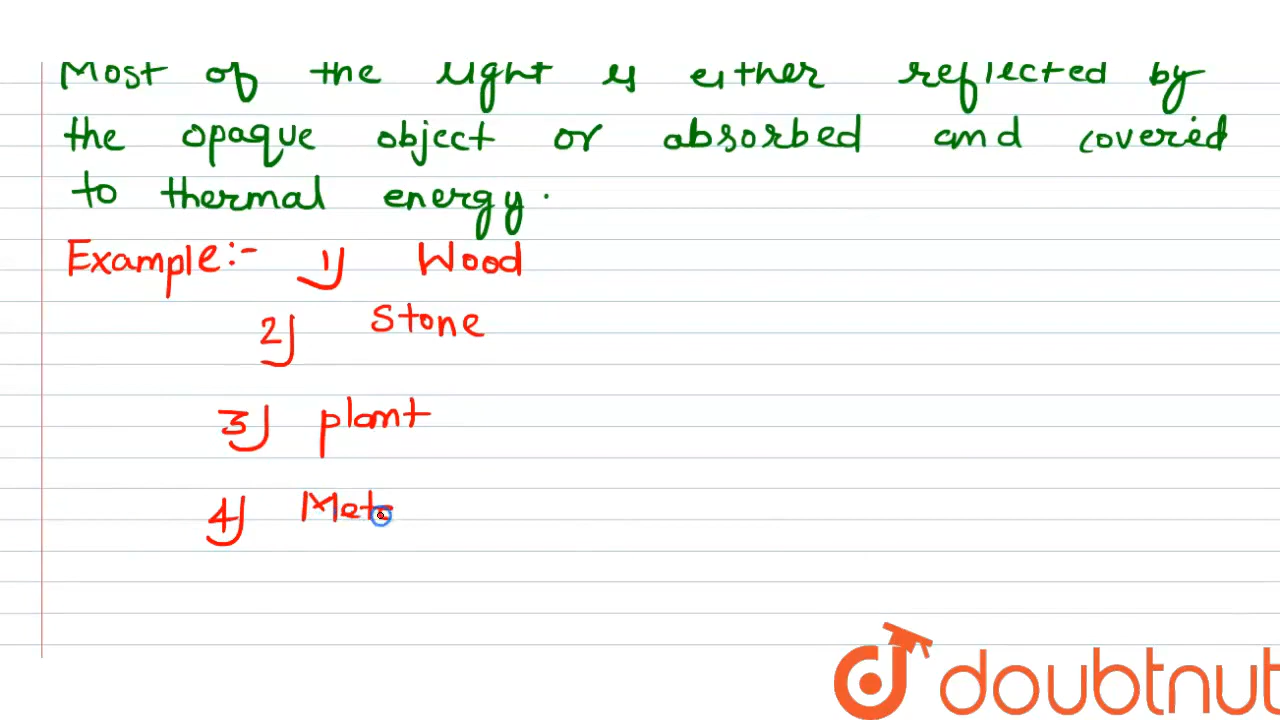 Most of the light is either reflected by
the opaque object or absorbed and covered
to thermal energy.
Example:- 1) Wood
2) Stone
3) plant
4) Meta
doubtnut